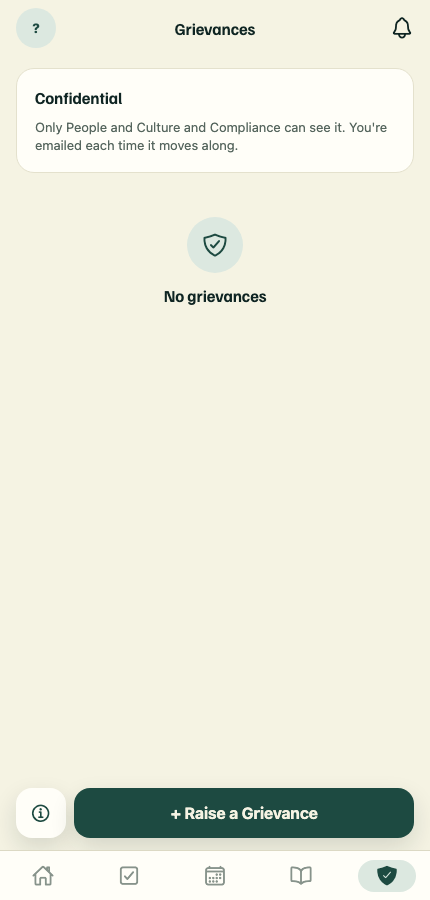 ?
Grievances
Confidential
Only People and Culture and Compliance can see it. You're
emailed each time it moves along.
No grievances
+ Raise a Grievance